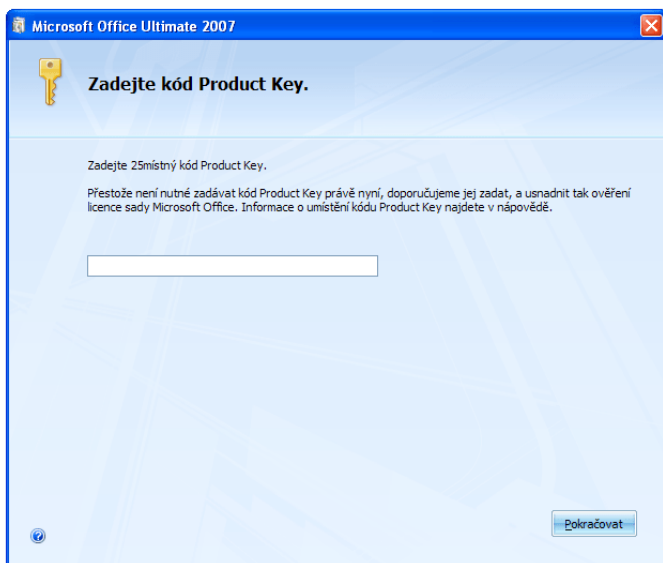 Microsoft Office Ultimate 2007
Zadejte kód Product Key.
Zadejte 25místný kód Product Key.
Přestože není nutné zadávat kód Product Key právě nyní, doporučujeme jej zadat, a usnadnit tak ověření
licence sady Microsoft Office. Informace o umístění kódu Product Key najdete v nápovědě.
Pokračovat